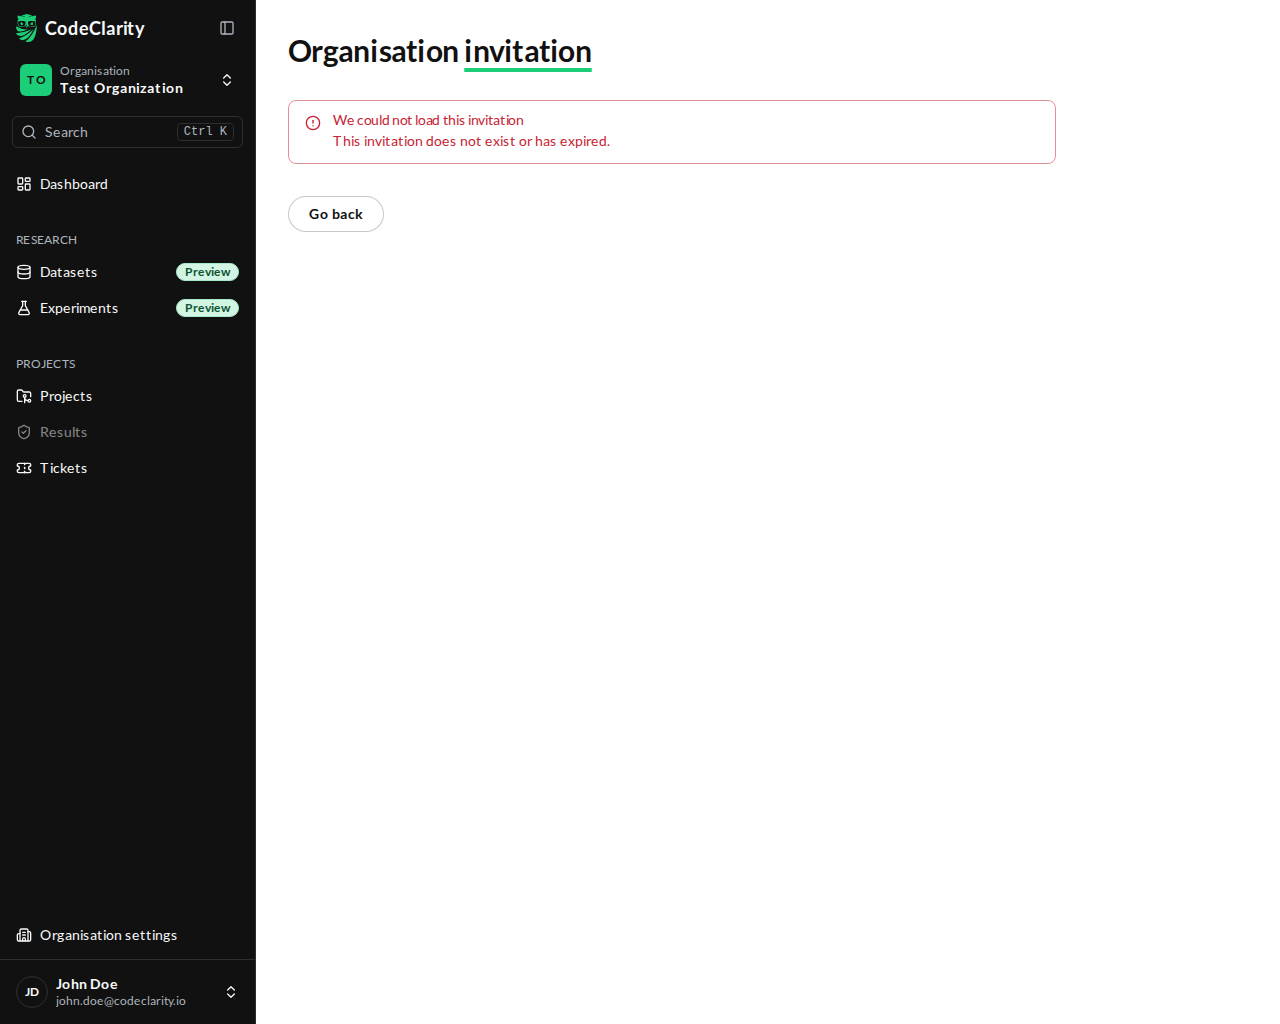 CodeClarity
TO
Organisation
Test Organization
Search
Ctrl K
Dashboard
RESEARCH
Datasets
Preview
Experiments
Preview
PROJECTS
Projects
Results
Tickets
Organisation settings
JD
John Doe
john.doe@codeclarity.io
Organisation invitation
We could not load this invitation
This invitation does not exist or has expired.
Go back